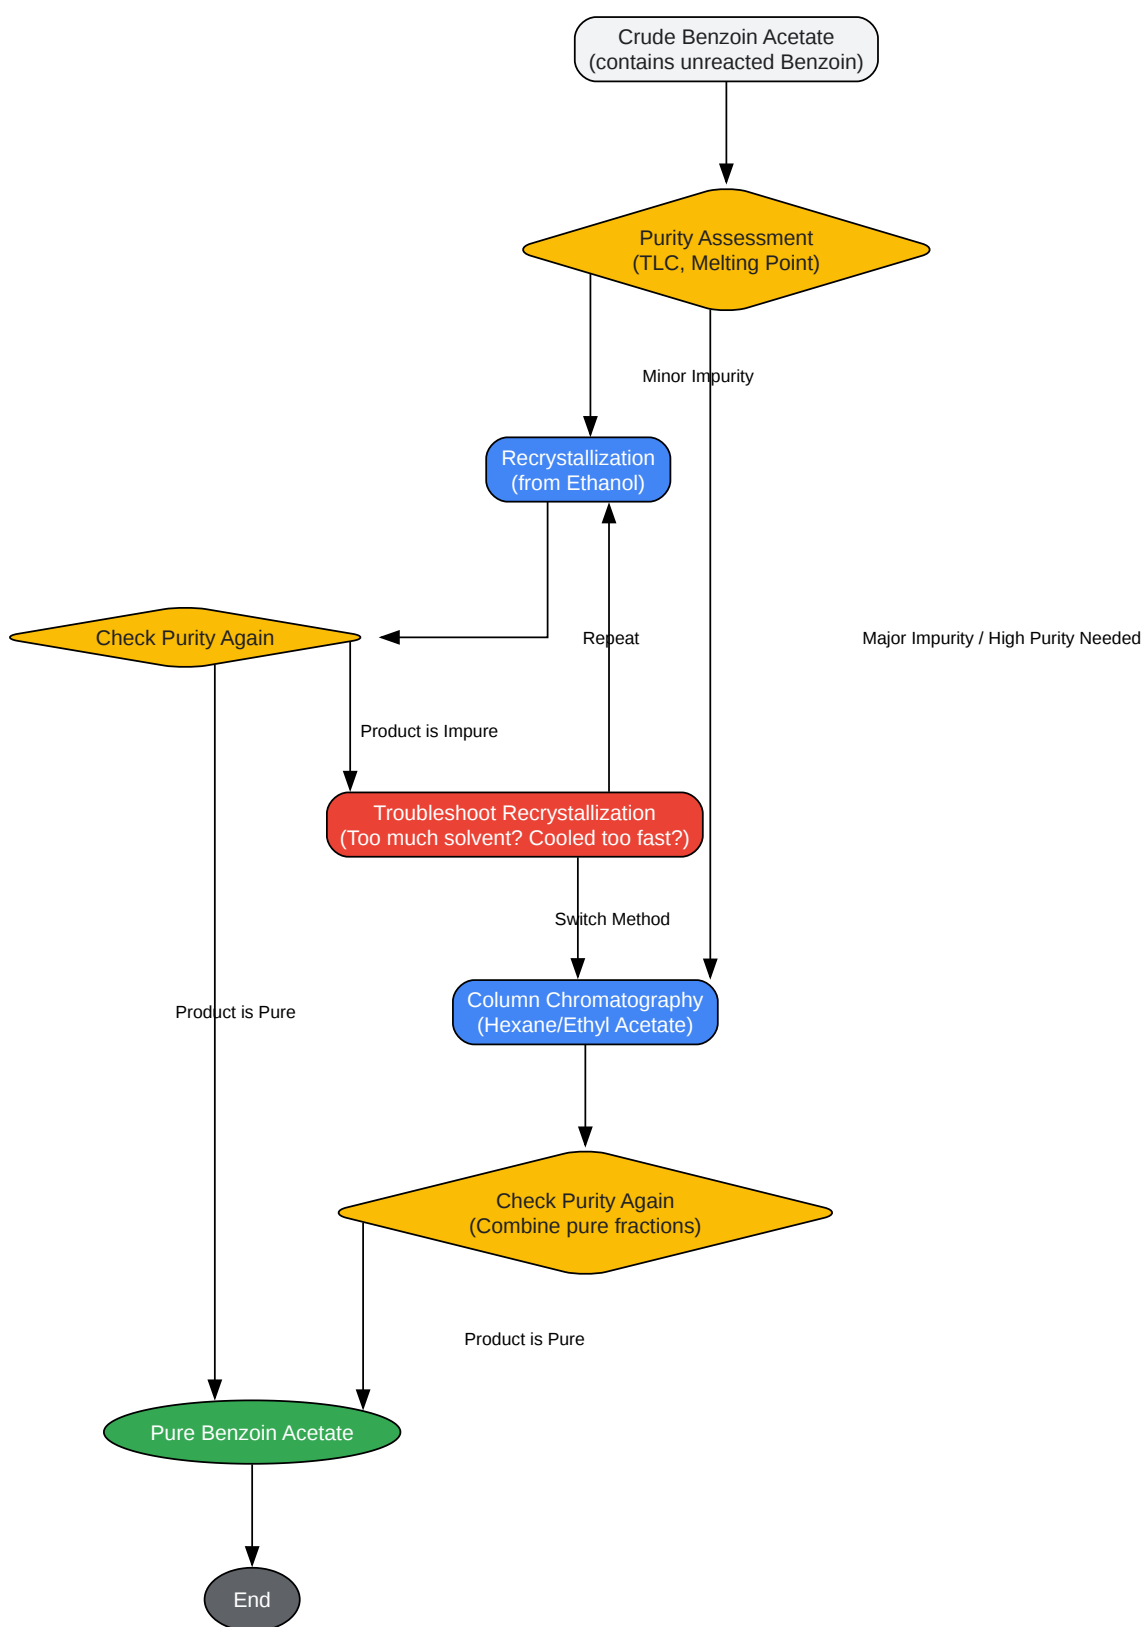 Crude Benzoin Acetate
(contains unreacted Benzoin)
Purity Assessment
(TLC, Melting Point)
Minor Impurity
Recrystallization
(from Ethanol)
Check Purity Again
Repeat
Major Impurity / High Purity Needed
Product is Impure
Troubleshoot Recrystallization
(Too much solvent? Cooled too fast?)
Switch Method
Column Chromatography
(Hexane/Ethyl Acetate)
Product is Pure
Check Purity Again
(Combine pure fractions)
Product is Pure
Pure Benzoin Acetate
End